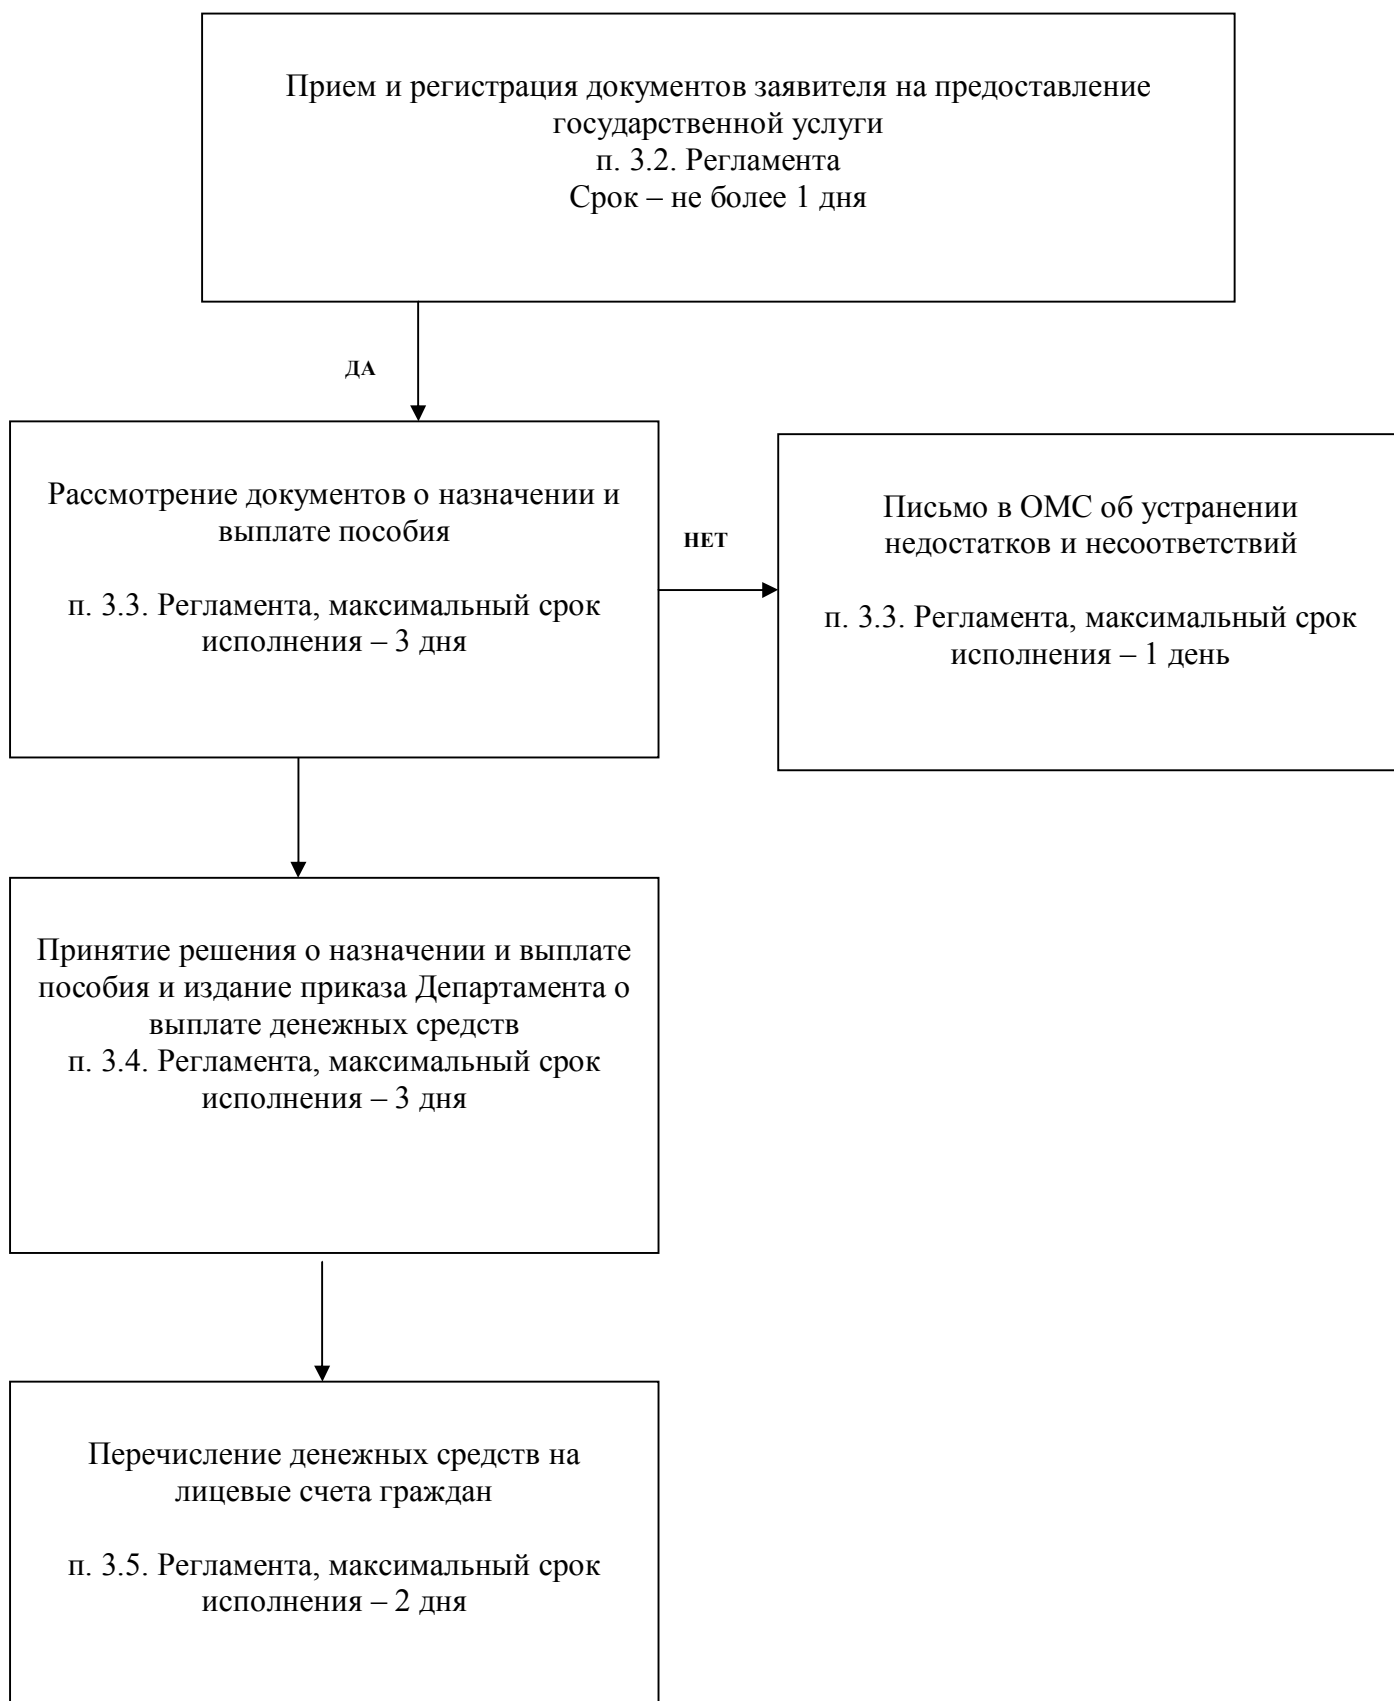 Прием и регистрация документов заявителя на предоставление
государственной услуги
п. 3.2. Регламента
Срок – не более 1 дня
ДА
Рассмотрение документов о назначении и
выплате пособия
п. 3.3. Регламента, максимальный срок
исполнения – 3 дня
НЕТ
Письмо в ОМС об устранении
недостатков и несоответствий
п. 3.3. Регламента, максимальный срок
исполнения – 1 день
Принятие решения о назначении и выплате
пособия и издание приказа Департамента о
выплате денежных средств
п. 3.4. Регламента, максимальный срок
исполнения – 3 дня
Перечисление денежных средств на
лицевые счета граждан
п. 3.5. Регламента, максимальный срок
исполнения – 2 дня